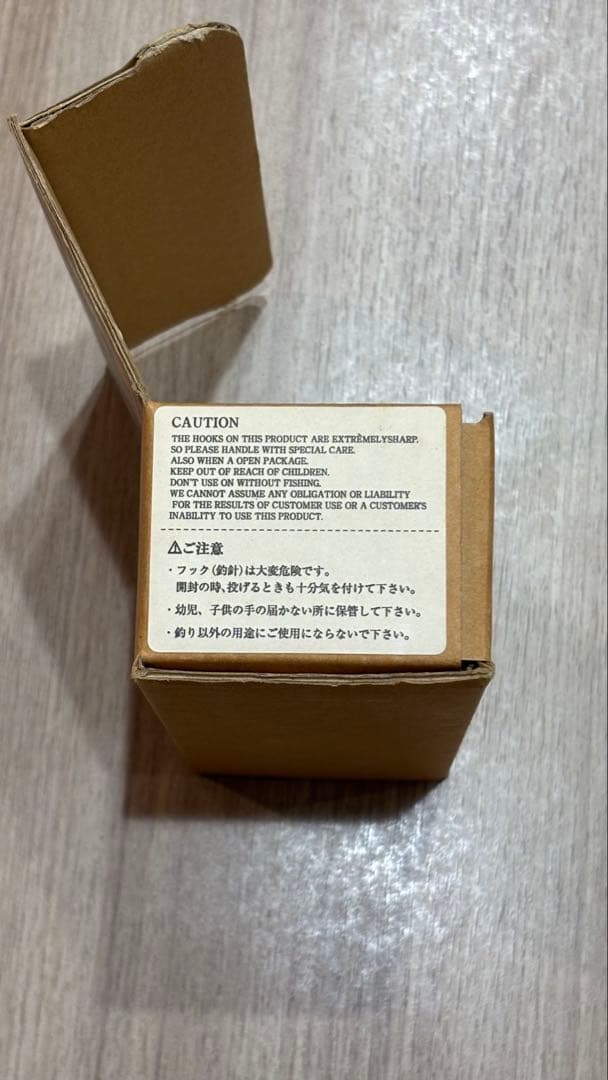 CAUTION
THE HOOKS ON THIS PRODUCT ARE EXTRÈMELYSHARP.
SO PLEASE HANDLE WITH SPECIAL CARE.
ALSO WHEN A OPEN PACKAGE.
KEEP OUT OF REACH OF CHILDREN.
DON'T USE ON WITHOUT FISHING.
WE CANNOT ASSUME ANY OBLIGATION OR LIABILITY
FOR THE RESULTS OF CUSTOMER USE OR A CUSTOMER'S
INABILITY TO USE THIS PRODUCT.
⚠ご注意
・フック(釣針)は大変危険です。
開封の時、投げるときも十分気を付けて下さい。
・幼児、子供の手の届かない所に保管して下さい。
・釣り以外の用途にご使用にならないで下さい。